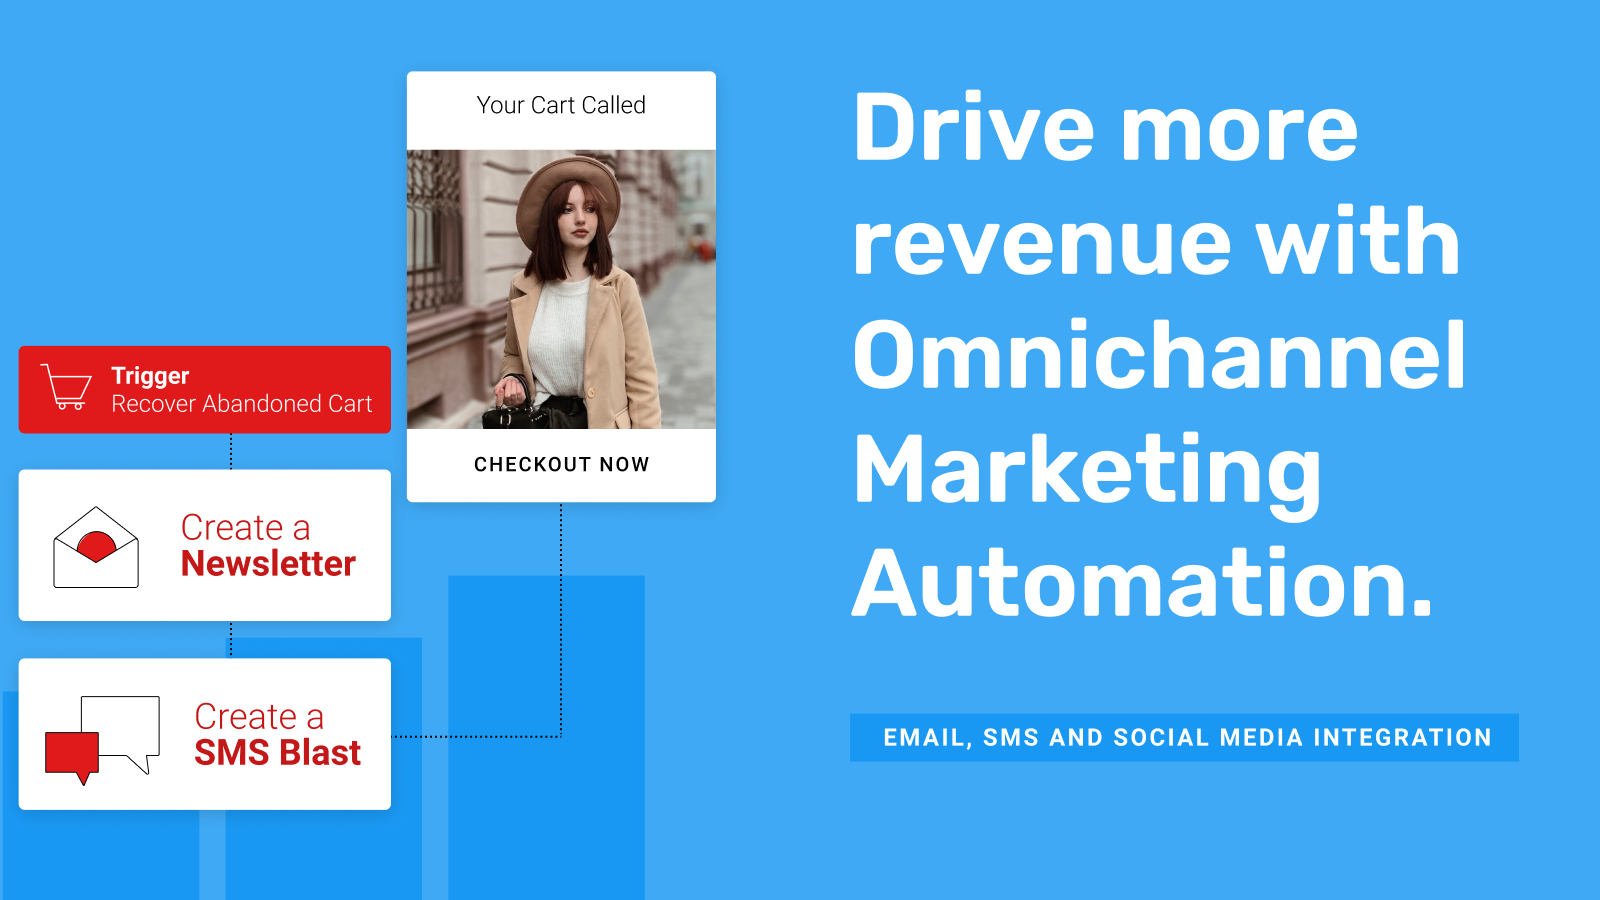 Your Cart Called
CHECKOUT NOW
Trigger
Recover Abandoned Cart
Create a
Newsletter
Create a
SMS Blast
Drive more
revenue with
Omnichannel
Marketing
Automation.
EMAIL, SMS AND SOCIAL MEDIA INTEGRATION